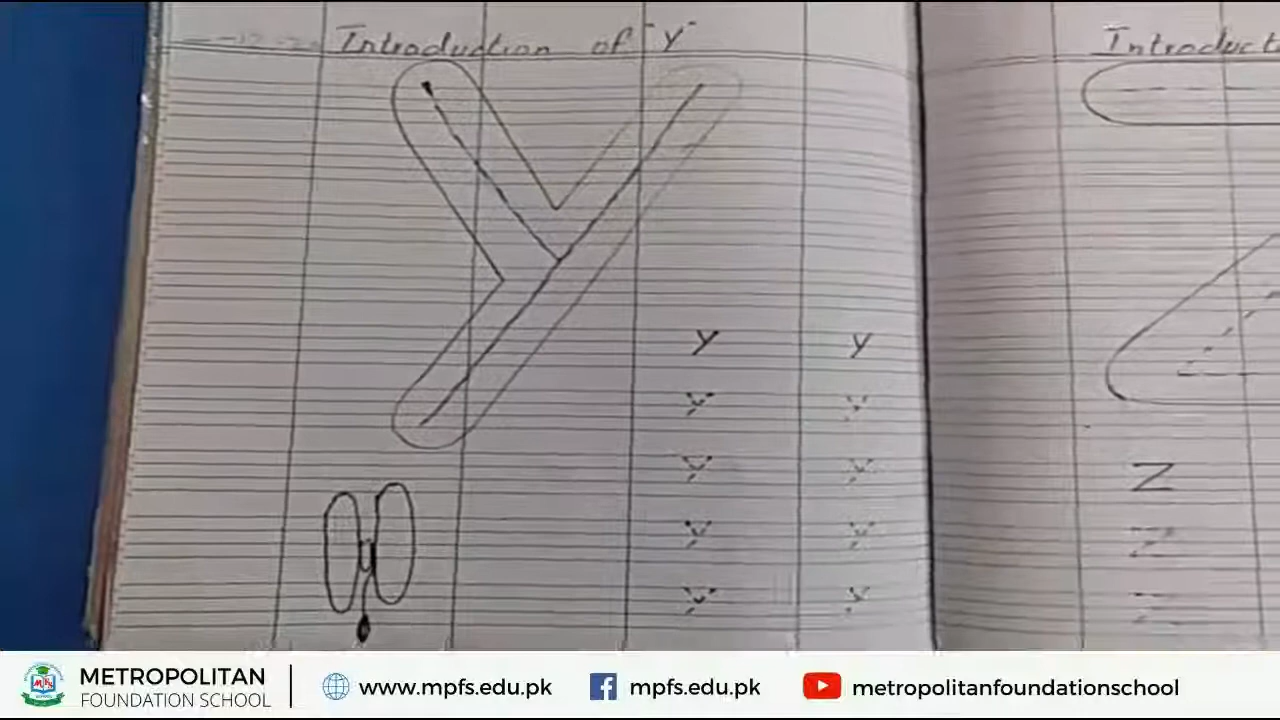 Introduction of "y"
Introduct
y y
y y
y y
y y
y y
z
z
z
METROPOLITAN
FOUNDATION SCHOOL
www.mpfs.edu.pk
mpfs.edu.pk
metropolitanfoundationschool